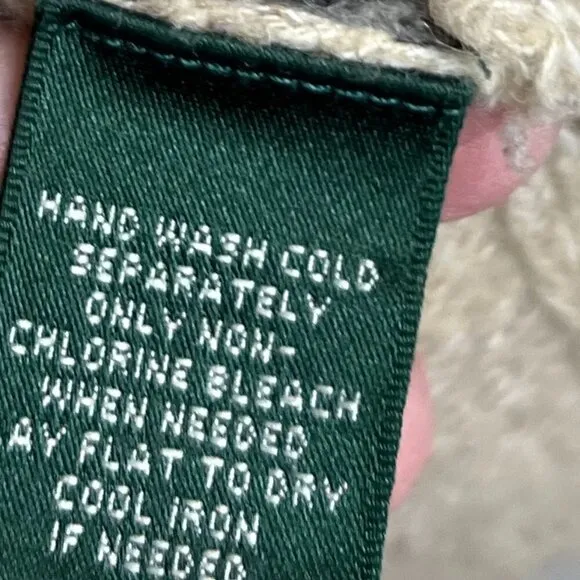 HAND WASH COLD
SEPARATELY
ONLY NON-
CHLORINE BLEACH
WHEN NEEDED
AY FLAT TO DRY
COOL IRON
IF NEEDED